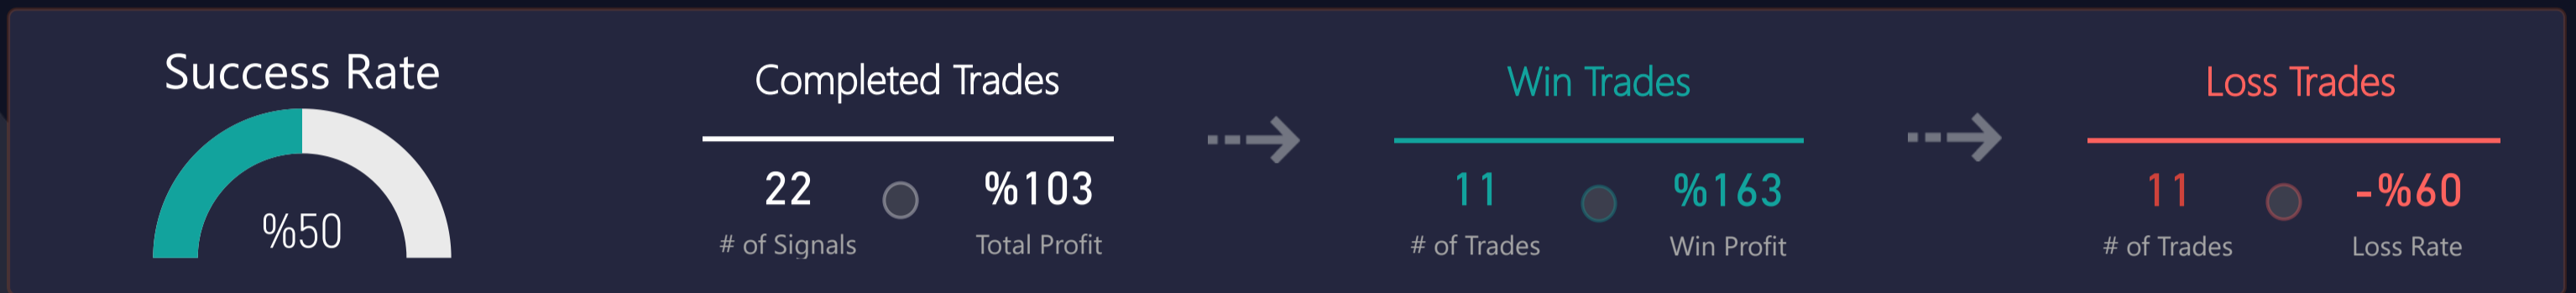 Success Rate
%50
Completed Trades
22 %103
# of Signals Total Profit
Win Trades
11 %163
# of Trades Win Profit
Loss Trades
11 -%60
# of Trades Loss Rate